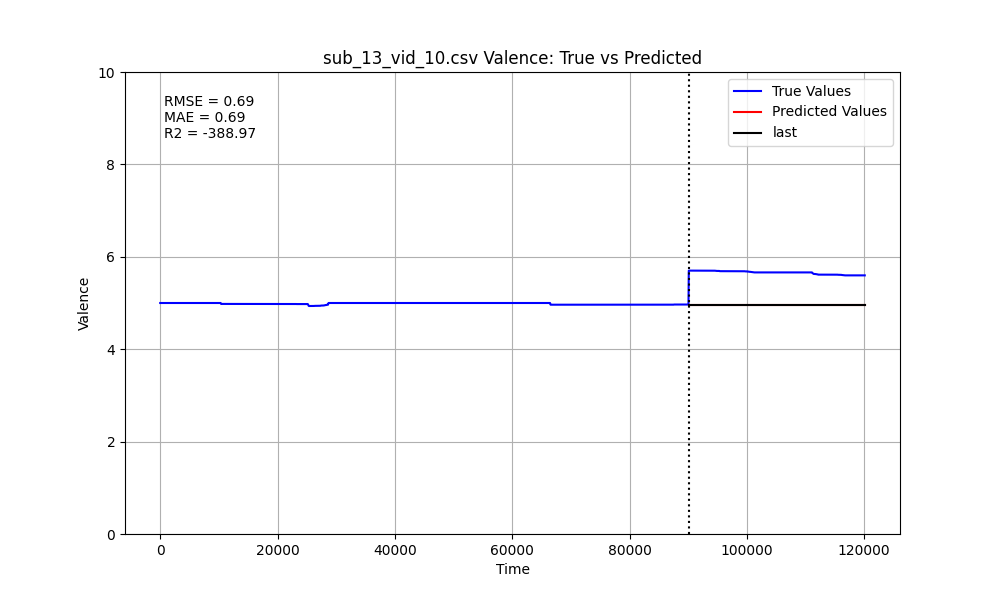 sub_13_vid_10.csv Valence: True vs Predicted
RMSE = 0.69
MAE = 0.69
R2 = -388.97
True Values
Predicted Values
last
Valence
10
8
6
4
2
0
0
20000
40000
60000
80000
100000
120000
Time